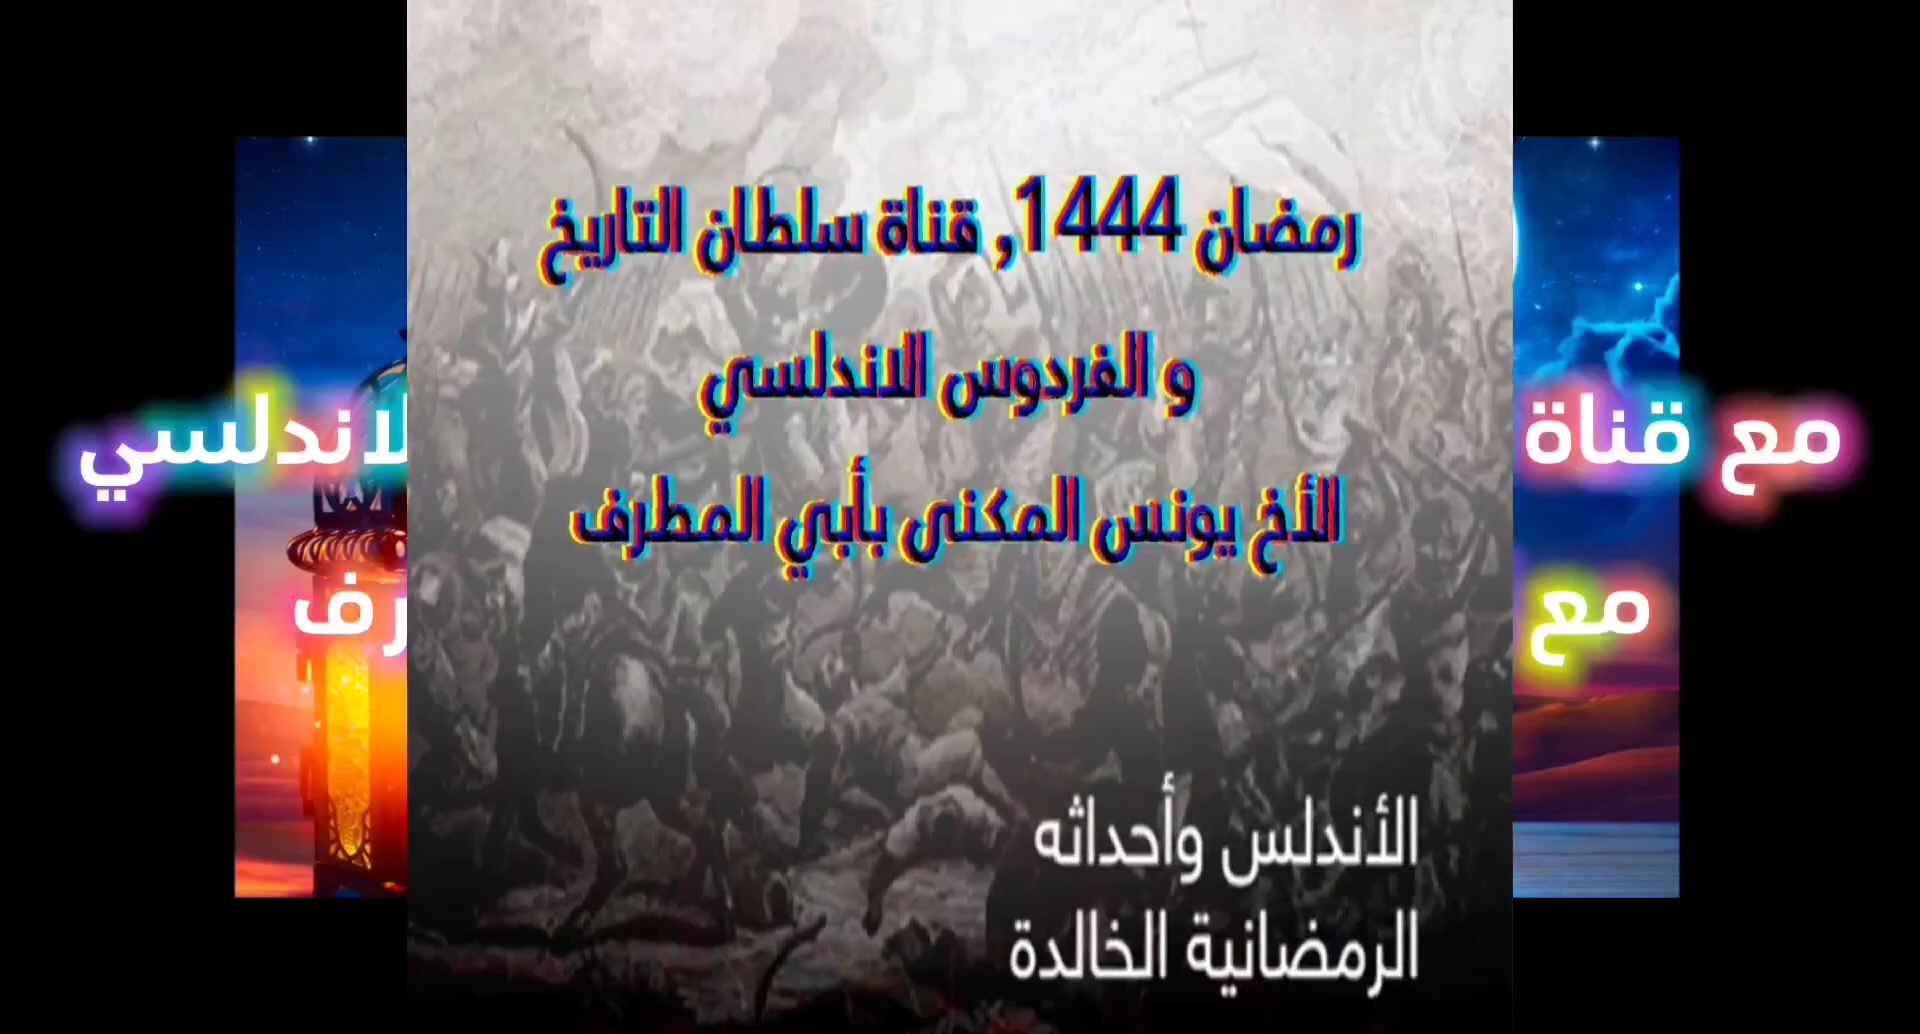 رمضان 1444, قناة سلطان التاريخ
و الفردوس الاندلسي
الأخ يونس المكنى بأبي المطرف
مع قناة
لاندلسي
مع
رف
الأندلس وأحداثه
الرمضانية الخالدة